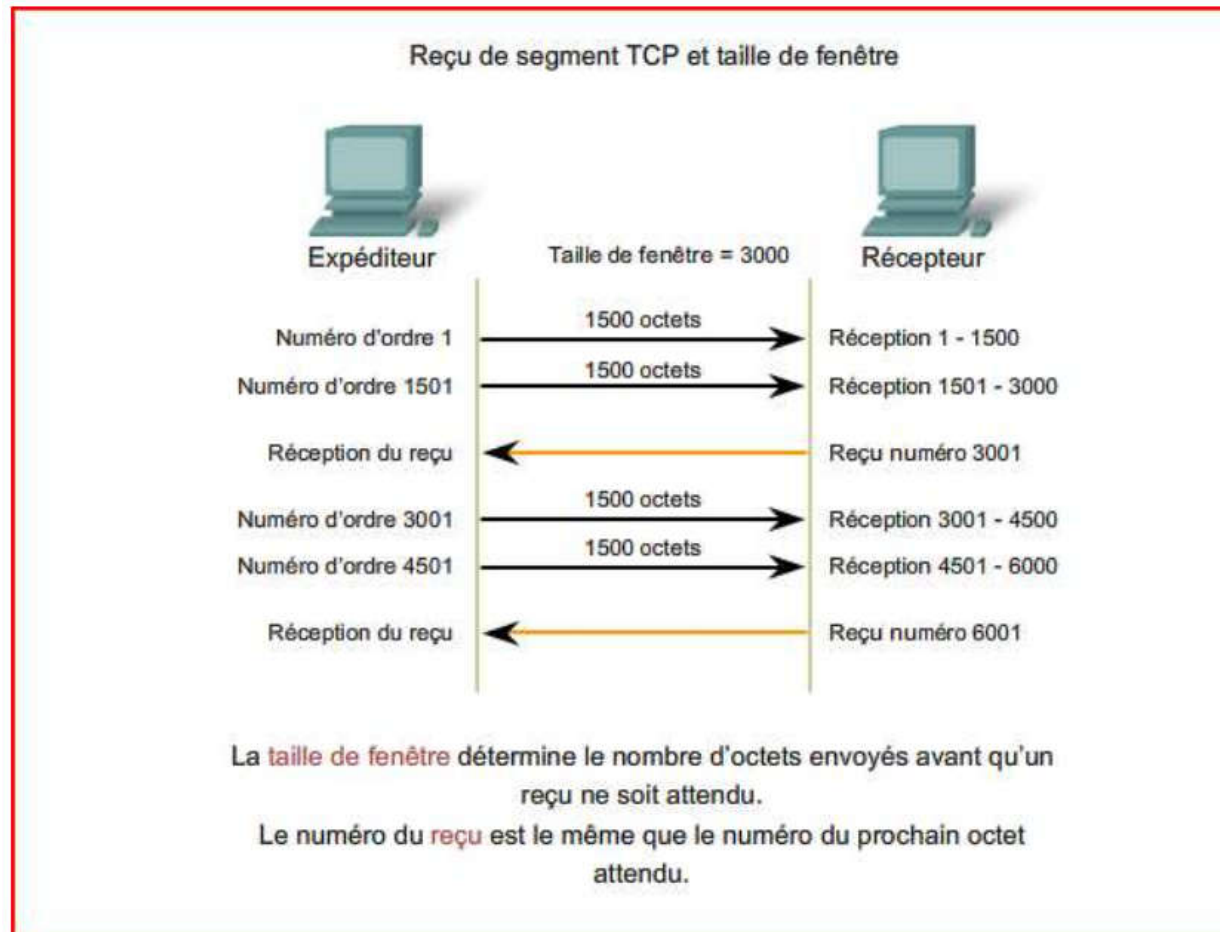 Reçu de segment TCP et taille de fenêtre
Expéditeur
Taille de fenêtre = 3000
Récepteur
Numéro d'ordre 1
1500 octets
Réception 1 - 1500
Numéro d'ordre 1501
1500 octets
Réception 1501 - 3000
Réception du reçu
Reçu numéro 3001
Numéro d'ordre 3001
1500 octets
Réception 3001 - 4500
Numéro d'ordre 4501
1500 octets
Réception 4501 - 6000
Réception du reçu
Reçu numéro 6001
La taille de fenêtre détermine le nombre d'octets envoyés avant qu'un
reçu ne soit attendu.
Le numéro du reçu est le même que le numéro du prochain octet
attendu.